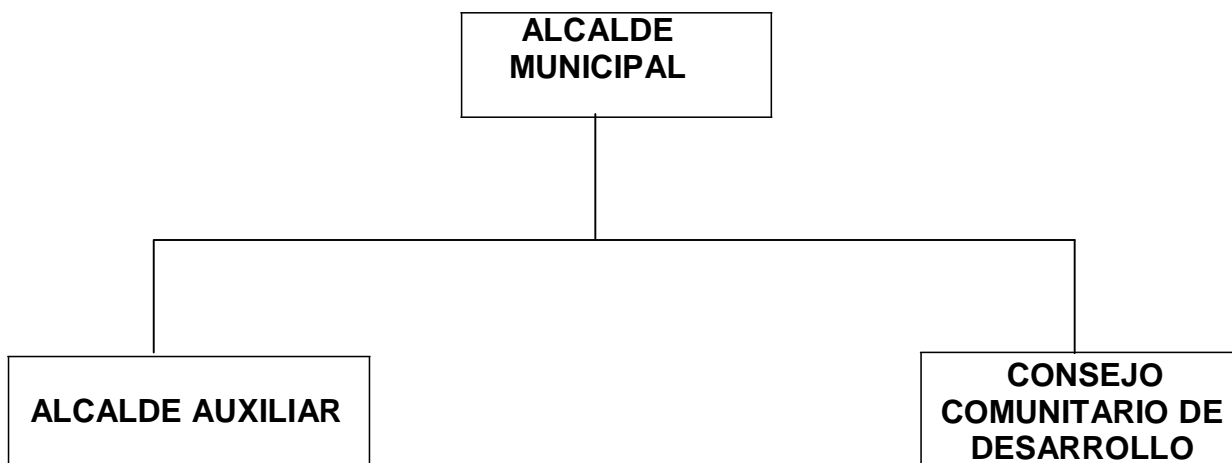 ALCALDE
MUNICIPAL
ALCALDE AUXILIAR
CONSEJO
COMUNITARIO DE
DESARROLLO